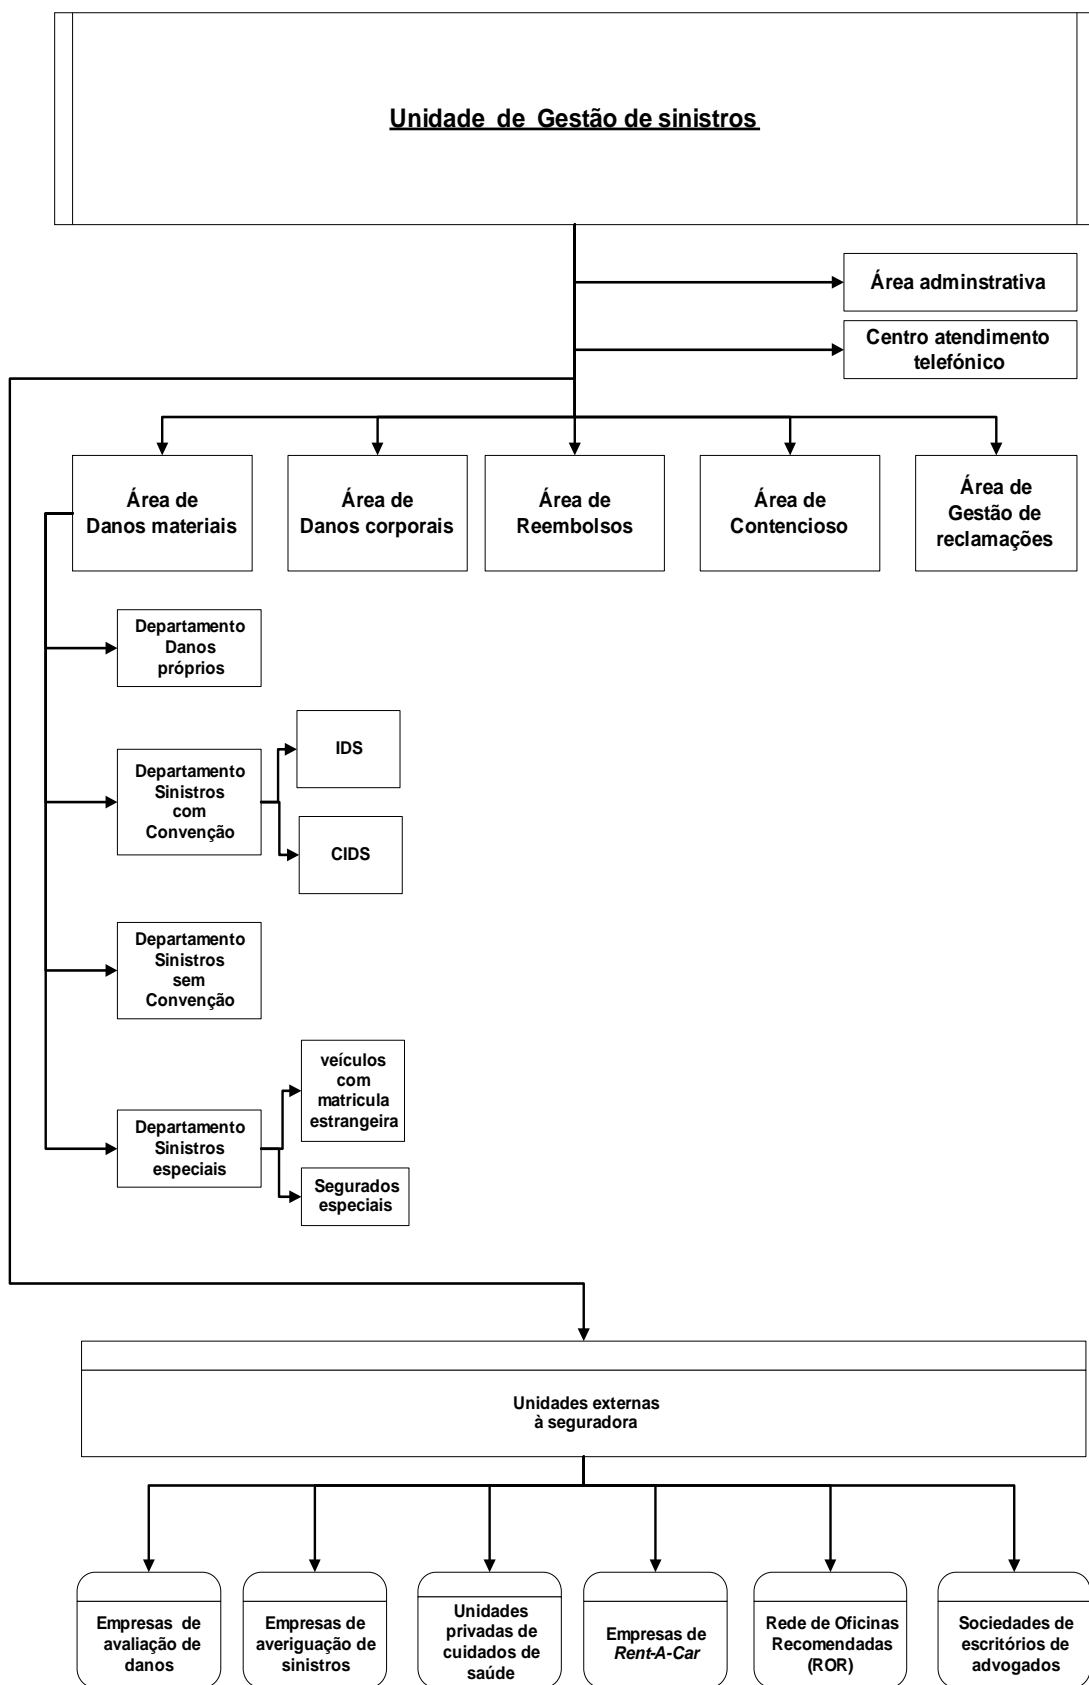 Unidade de Gestão de sinistros
Área adminstrativa
Centro atendimento
telefónico
Área de
Danos materiais
Área de
Danos corporais
Área de
Reembolsos
Área de
Contencioso
Área de
Gestão de
reclamações
Departamento
Danos
próprios
IDS
Departamento
Sinistros
com
Convenção
CIDS
Departamento
Sinistros
sem
Convenção
veículos
com
matricula
estrangeira
Departamento
Sinistros
especiais
Segurados
especiais
Unidades externas
à seguradora
Empresas de
avaliação de
danos
Empresas de
averiguação de
sinistros
Unidades
privadas de
cuidados de
saúde
Empresas de
Rent-A-Car
Rede de Oficinas
Recomendadas
(ROR)
Sociedades de
escritórios de
advogados